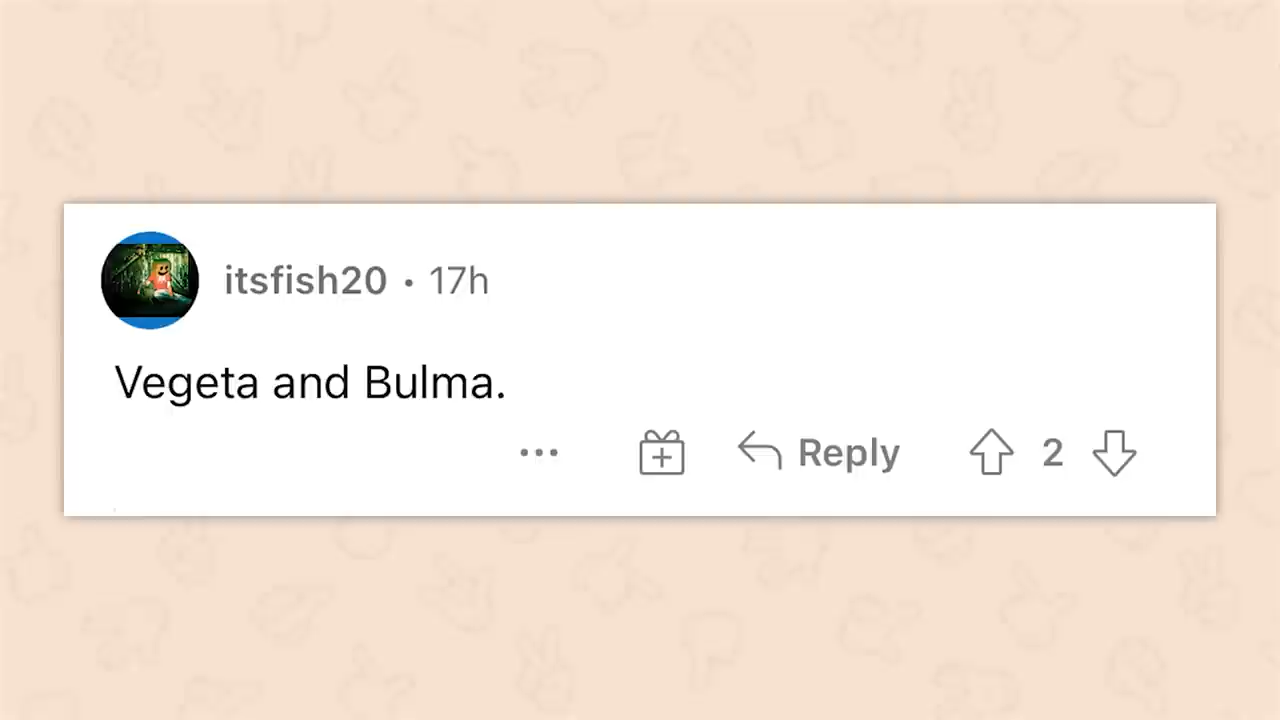 itsfish20 · 17h
Vegeta and Bulma.
... Reply 2